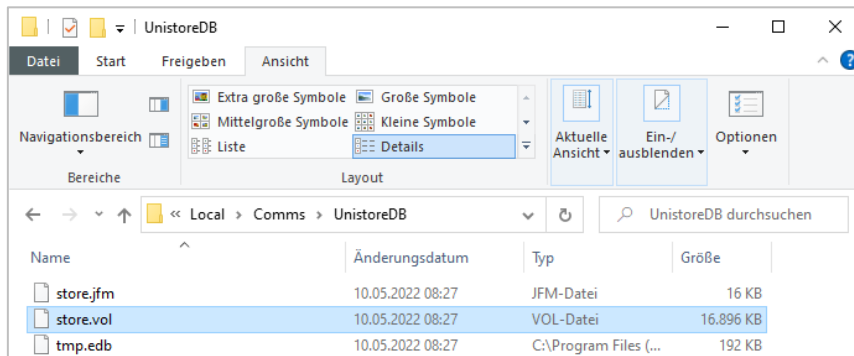 UnistoreDB
Datei Start Freigeben Ansicht
Extra große Symbole Große Symbole
Mittelgroße Symbole Kleine Symbole
Liste Details
Navigationsbereich
Aktuelle Ansicht
Ein-/ ausblenden
Optionen
Bereiche Layout
« Local › Comms › UnistoreDB
UnistoreDB durchsuchen
Name Änderungsdatum Typ Größe
store.jfm 10.05.2022 08:27 JFM-Datei 16 KB
store.vol 10.05.2022 08:27 VOL-Datei 16.896 KB
tmp.edb 10.05.2022 08:27 C:\Program Files (... 192 KB